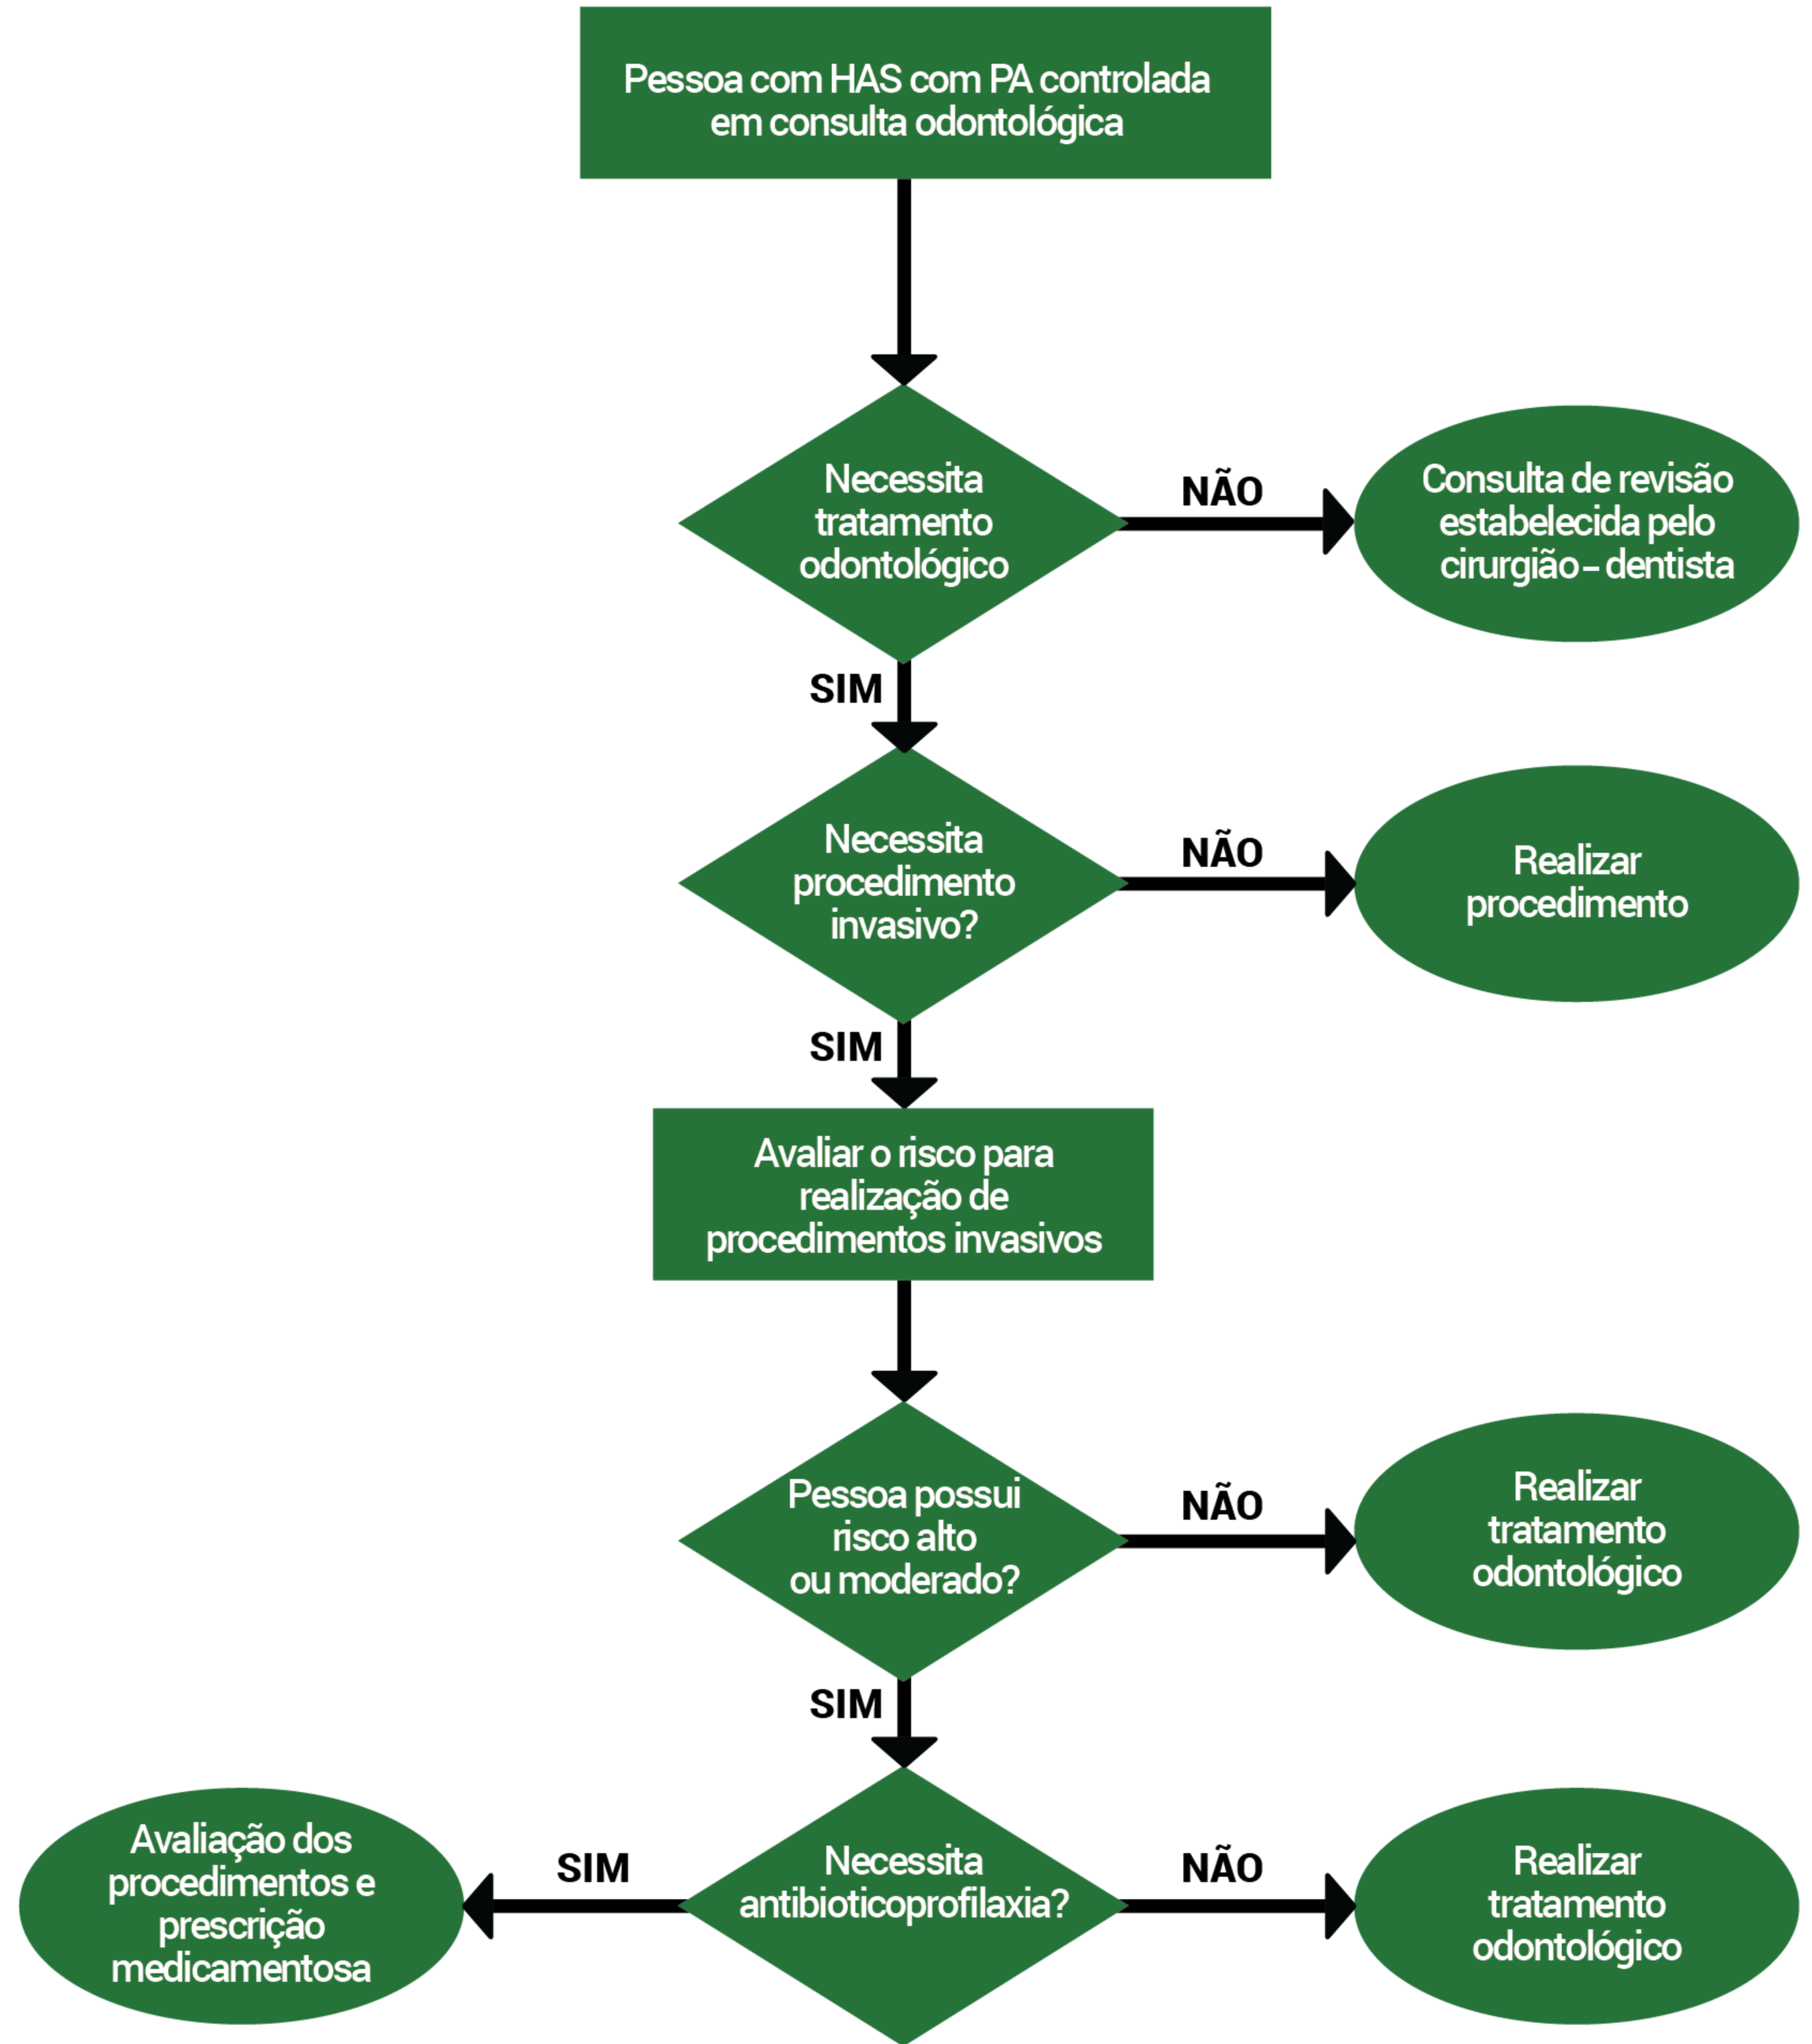 Pessoa com HAS com PA controlada
em consulta odontológica
Necessita
tratamento
odontológico
NÃO
Consulta de revisão
estabelecida pelo
cirurgião – dentista
SIM
Necessita
procedimento
invasivo?
NÃO
Realizar
procedimento
SIM
Avaliar o risco para
realização de
procedimentos invasivos
Pessoa possui
risco alto
ou moderado?
NÃO
Realizar
tratamento
odontológico
SIM
Necessita
antibioticoprofilaxia?
SIM
Avaliação dos
procedimentos e
prescrição
medicamentosa
NÃO
Realizar
tratamento
odontológico